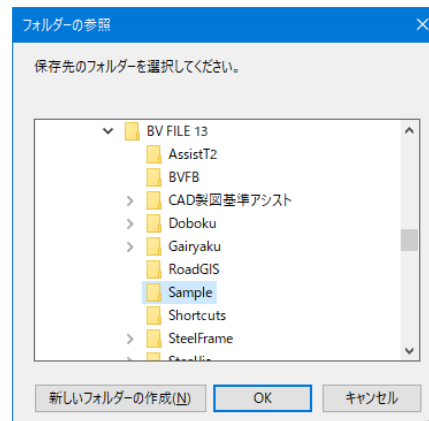 フォルダーの参照
保存先のフォルダーを選択してください。
BV FILE 13
AssistT2
BVFB
CAD製図基準アシスト
Doboku
Gairyaku
RoadGIS
Sample
Shortcuts
SteelFrame
新しいフォルダーの作成(N)
OK
キャンセル